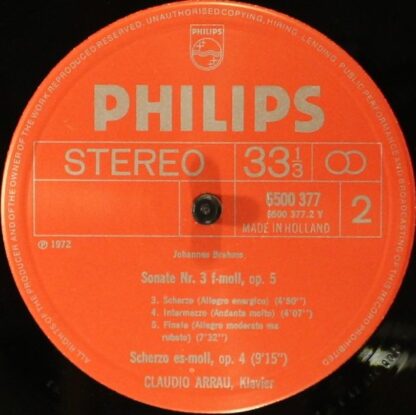 UNAUTHORISED COPYING, HIRING, LENDING, PUBLIC PERFORMANCE AND BROADCASTING OF THIS RECORD PROHIBITED
ALL RIGHTS OF THE PRODUCER AND OF THE OWNER OF THE WORK REPRODUCED RESERVED.
PHILIPS
PHILIPS
STEREO
33 1/3
5500 377
6500 377.2 Y
MADE IN HOLLAND
2
℗ 1972
Johannes Brahms
Sonate Nr. 3 f-moll, op. 5
3. Scherzo (Allegro energico) (4'80")
4. Intermezzo (Andante molto) (4'07")
5. Finale (Allegro moderato ma
rubato) (7'32")
Scherzo es-moll, op. 4 (9'15")
CLAUDIO ARRAU, Klavier